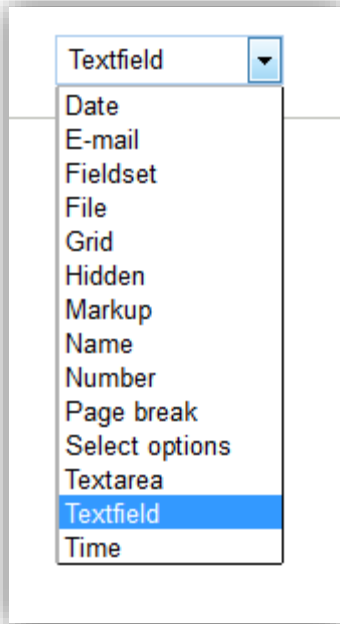 Textfield
Date
E-mail
Fieldset
File
Grid
Hidden
Markup
Name
Number
Page break
Select options
Textarea
Textfield
Time